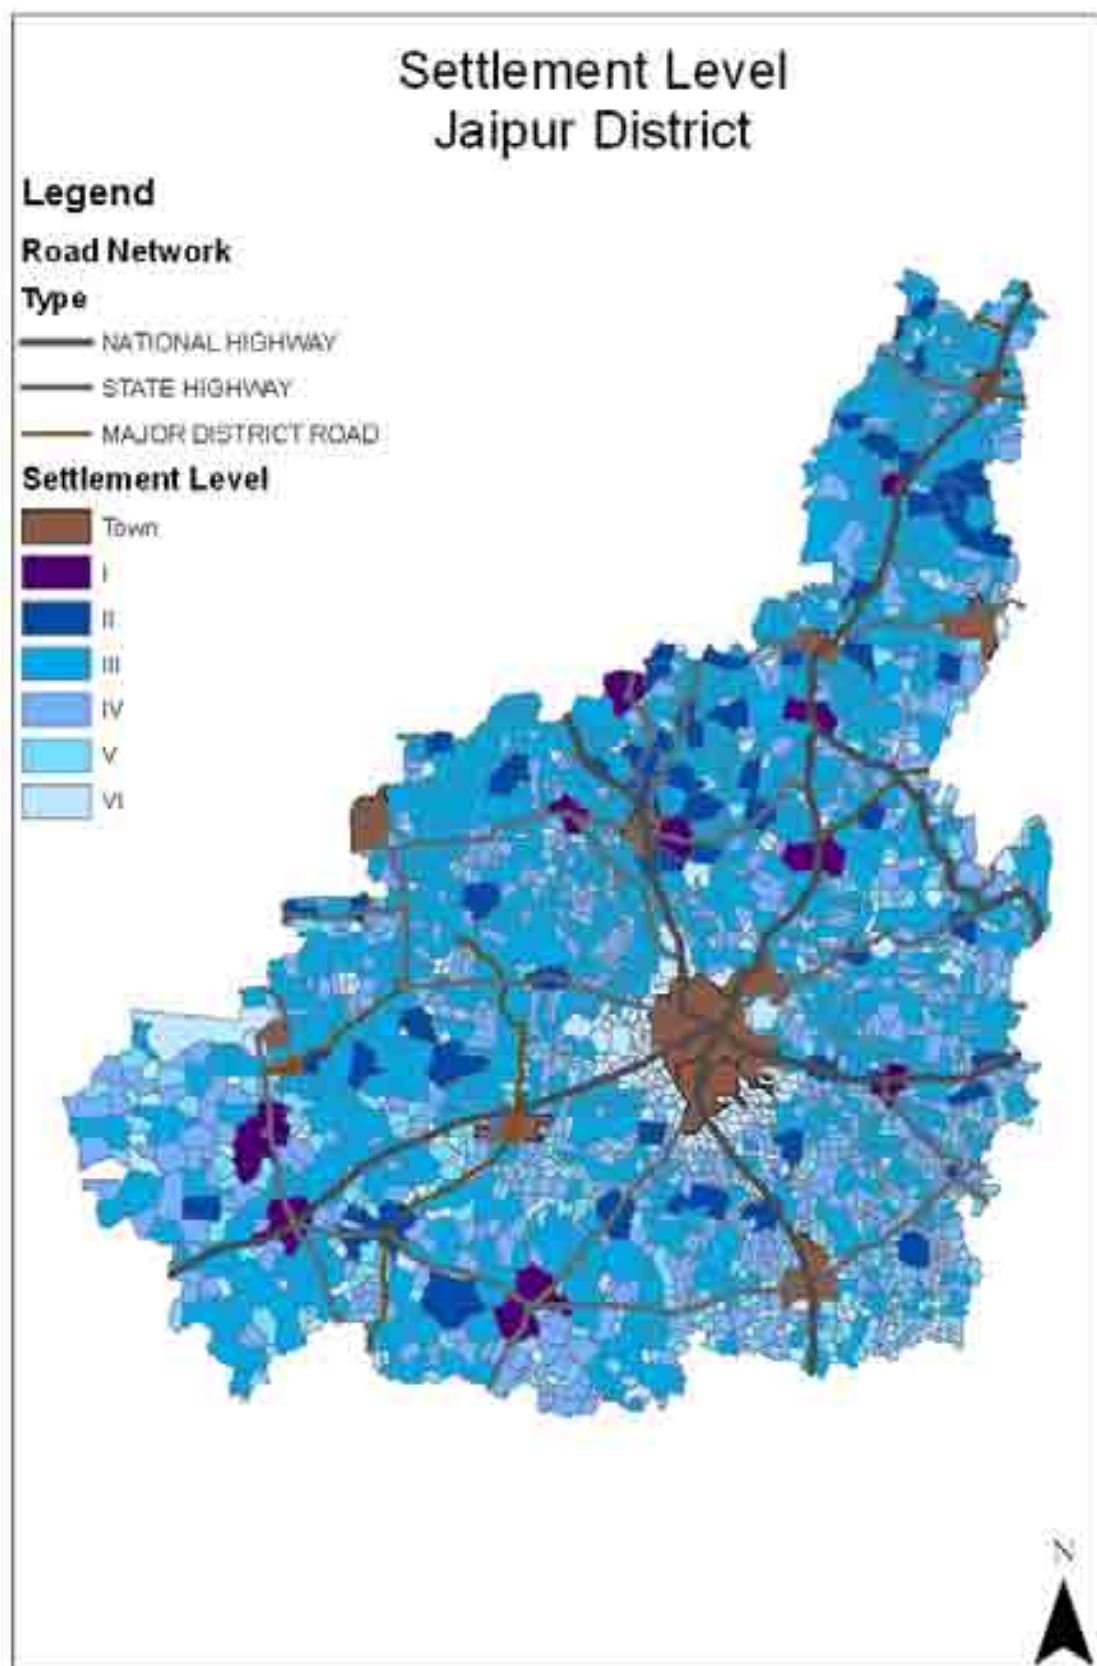 Settlement Level
Jaipur District
Legend
Road Network
Type
NATIONAL HIGHWAY
STATE HIGHWAY
MAJOR DISTRICT ROAD
Settlement Level
Town
I
II
III
IV
V
VI
N